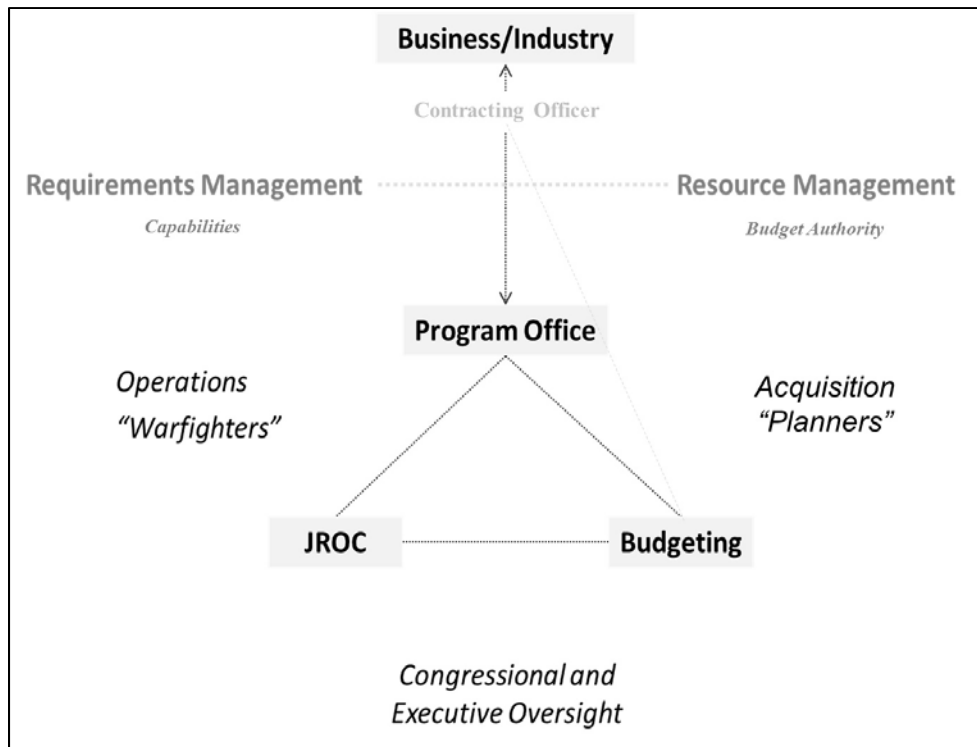 Business/Industry
Contracting Officer
Requirements Management
Resource Management
Capabilities
Budget Authority
Program Office
Operations
“Warfighters”
Acquisition
“Planners”
JROC
Budgeting
Congressional and
Executive Oversight